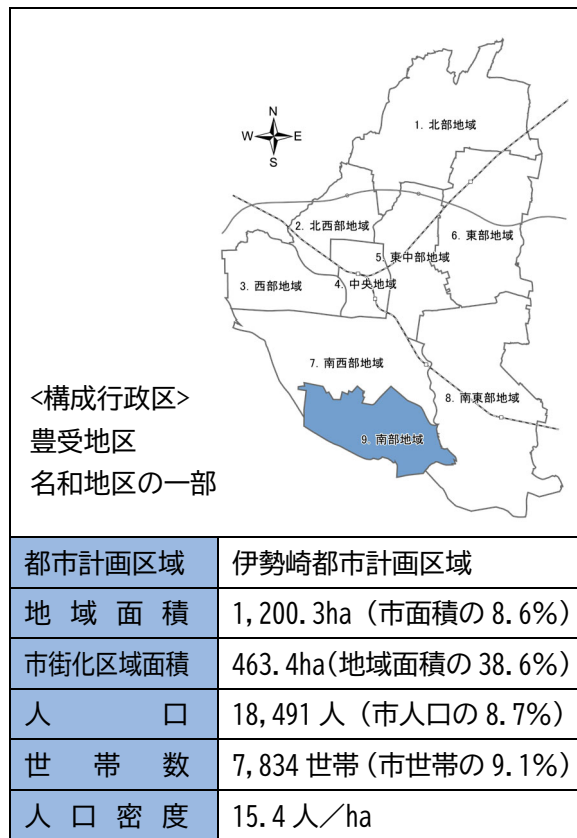 N
W E
S
1. 北部地域
2. 北西部地域
6. 東部地域
5. 東中部地域
3. 西部地域
4. 中央地域
7. 南西部地域
8. 南東部地域
9. 南部地域
<構成行政区>
豊受地区
名和地区の一部
都市計画区域 伊勢崎都市計画区域
地域面積 1,200.3ha（市面積の 8.6%）
市街化区域面積 463.4ha(地域面積の 38.6%)
人口 18,491 人（市人口の 8.7%）
世帯数 7,834 世帯（市世帯の 9.1%）
人口密度 15.4 人／ha